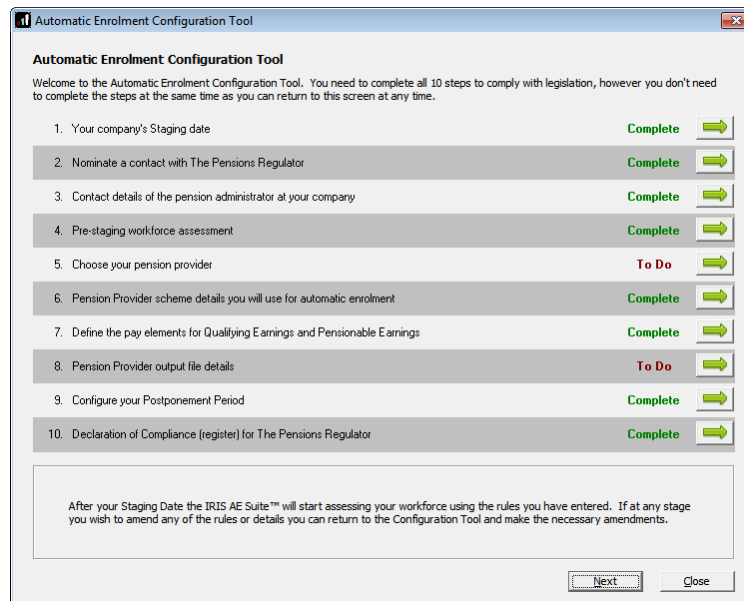 Automatic Enrolment Configuration Tool
Automatic Enrolment Configuration Tool
Welcome to the Automatic Enrolment Configuration Tool. You need to complete all 10 steps to comply with legislation, however you don't need
to complete the steps at the same time as you can return to this screen at any time.
1. Your company's Staging date Complete
2. Nominate a contact with The Pensions Regulator Complete
3. Contact details of the pension administrator at your company Complete
4. Pre-staging workforce assessment Complete
5. Choose your pension provider To Do
6. Pension Provider scheme details you will use for automatic enrolment Complete
7. Define the pay elements for Qualifying Earnings and Pensionable Earnings Complete
8. Pension Provider output file details To Do
9. Configure your Postponement Period Complete
10. Declaration of Compliance (register) for The Pensions Regulator Complete
After your Staging Date the IRIS AE Suite™ will start assessing your workforce using the rules you have entered. If at any stage
you wish to amend any of the rules or details you can return to the Configuration Tool and make the necessary amendments.
Next Close